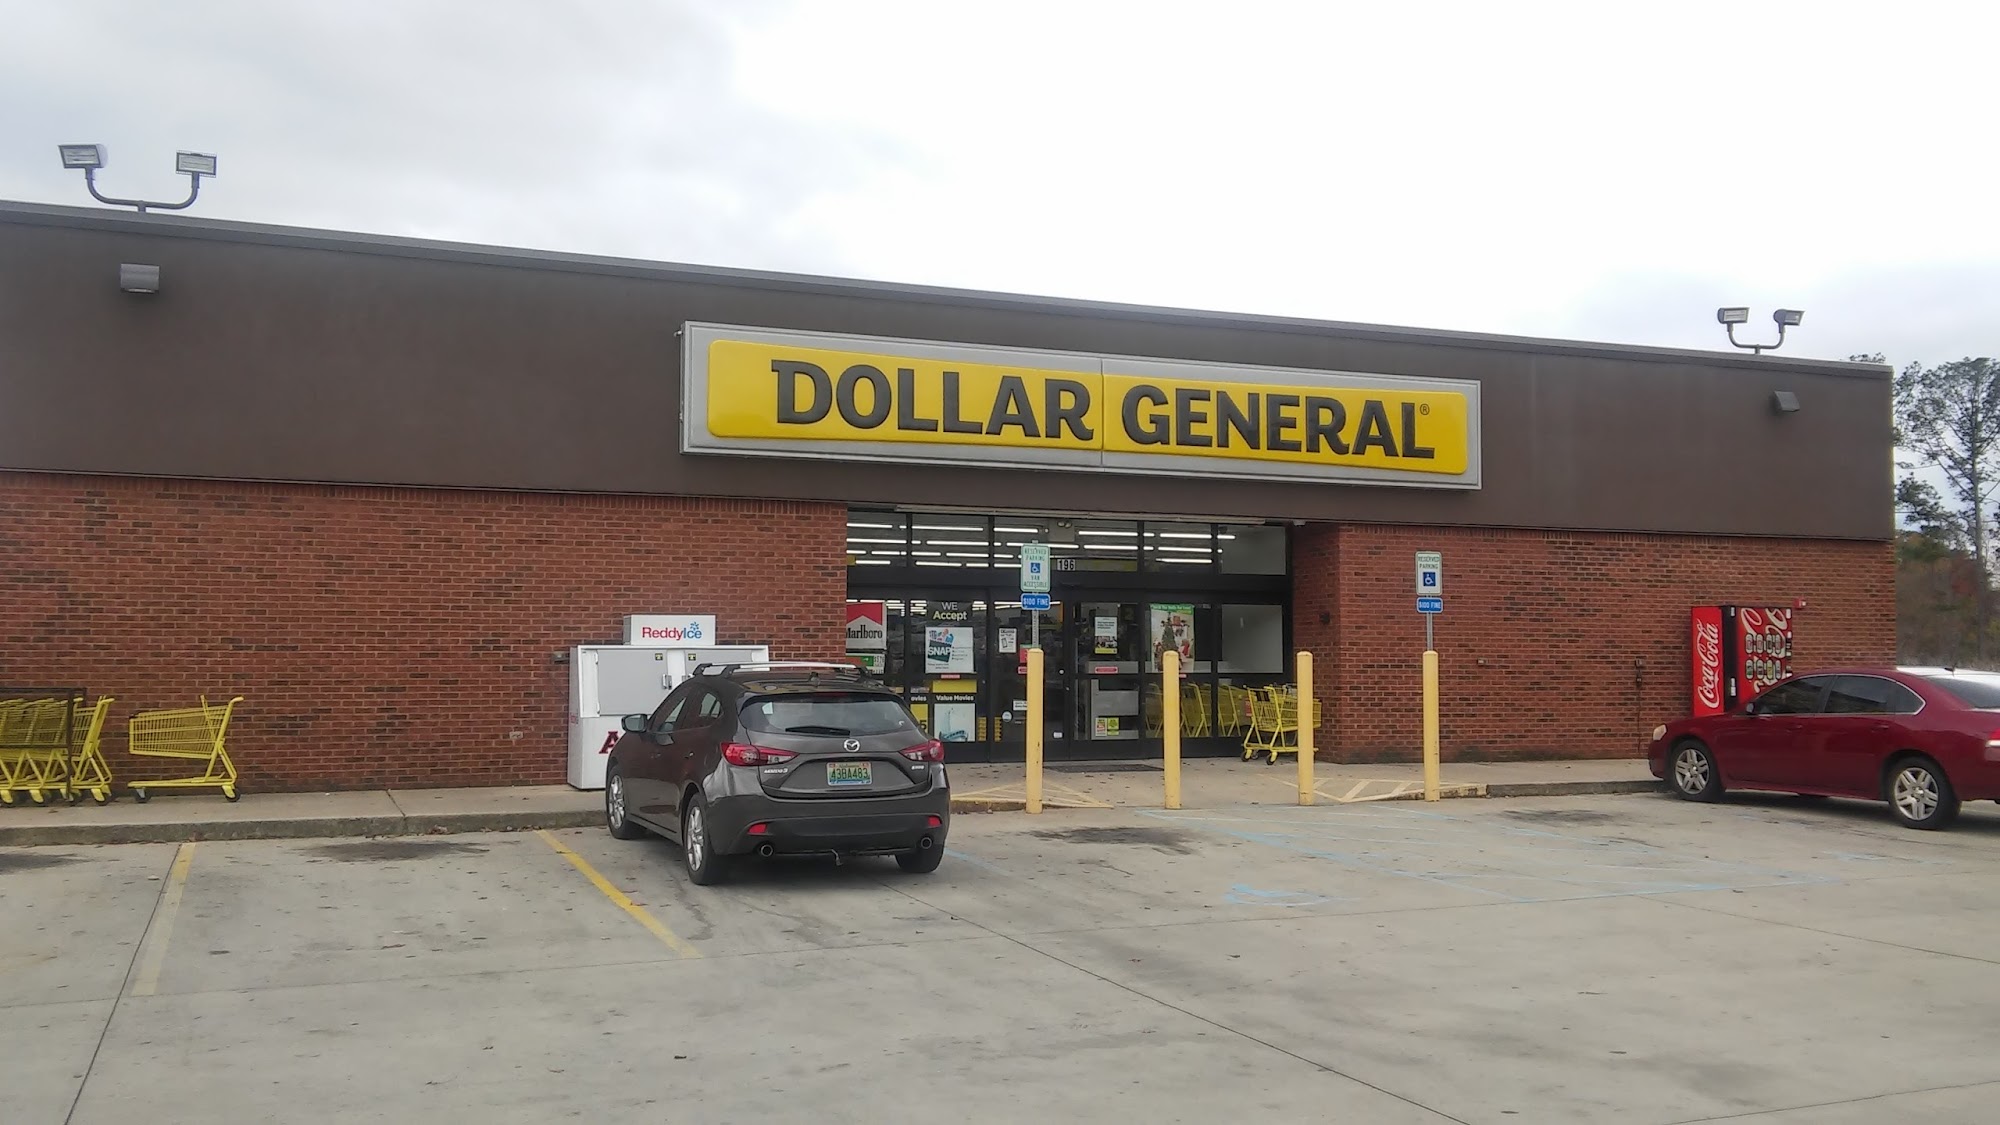 DOLLAR GENERAL®
196
RESERVED
PARKING
VAN
ACCESSIBLE
$100 FINE
RESERVED
PARKING
$100 FINE
ReddyIce
Marlboro
WE
Accept
SNAP
Value Movies
Coca-Cola
43BA483